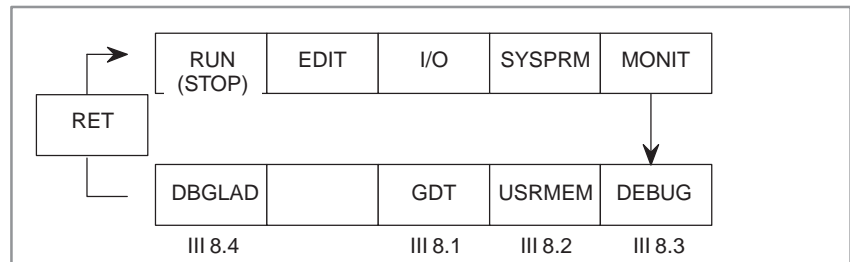 RUN
(STOP)
EDIT
I/O
SYSPRM
MONIT
RET
DBGLAD
GDT
USRMEM
DEBUG
III 8.4
III 8.1
III 8.2
III 8.3